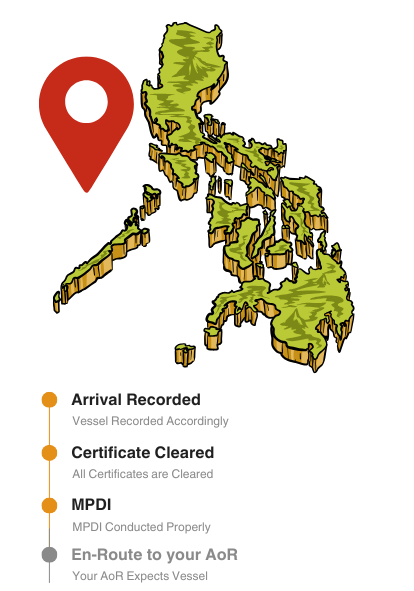 Arrival Recorded
Vessel Recorded Accordingly
Certificate Cleared
All Certificates are Cleared
MPDI
MPDI Conducted Properly
En-Route to your AoR
Your AoR Expects Vessel